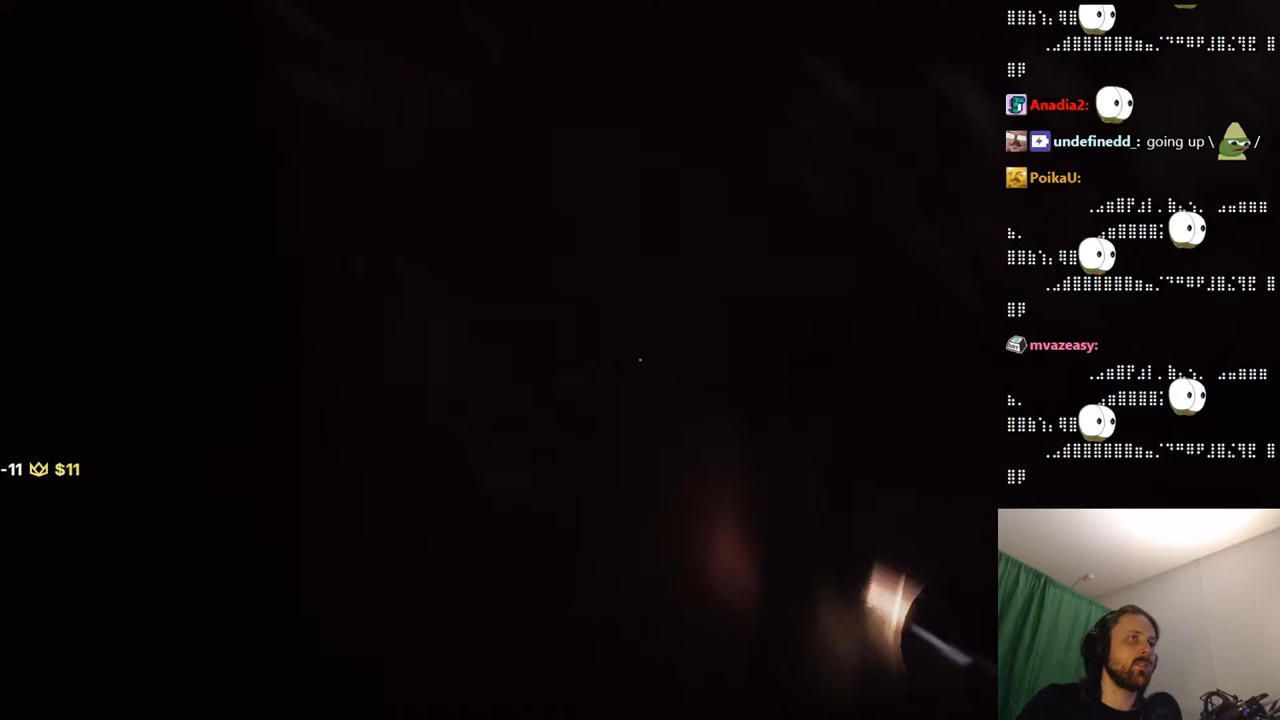 Anadia2:
undefinedd_: going up \ /
PoikaU:
mvazeasy:
-11 $11